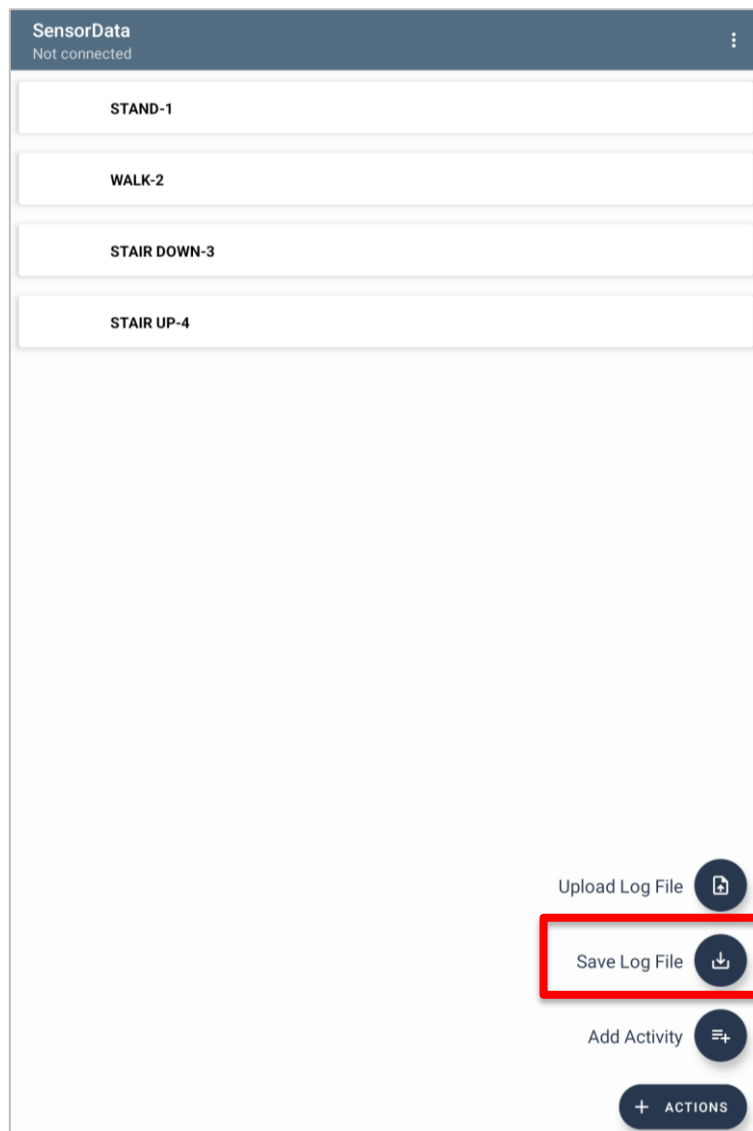 SensorData
Not connected
STAND-1
WALK-2
STAIR DOWN-3
STAIR UP-4
Upload Log File
Save Log File
Add Activity
+ ACTIONS